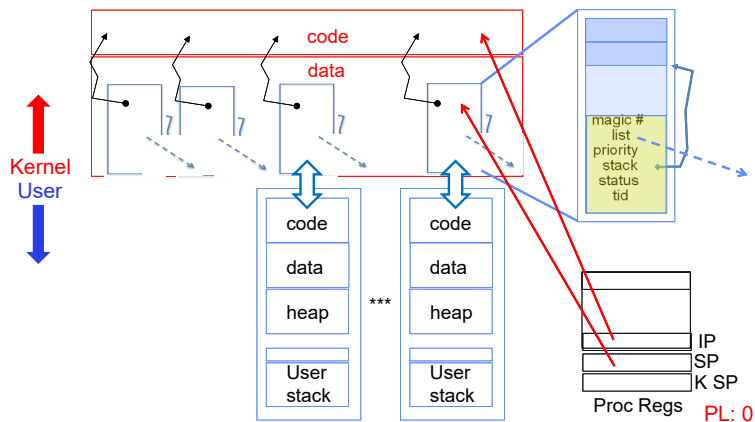 code
data
magic #
list
priority
stack
status
tid
Kernel
User
code
data
heap
User
stack
***
code
data
heap
User
stack
IP
SP
K SP
Proc Regs
PL: 0